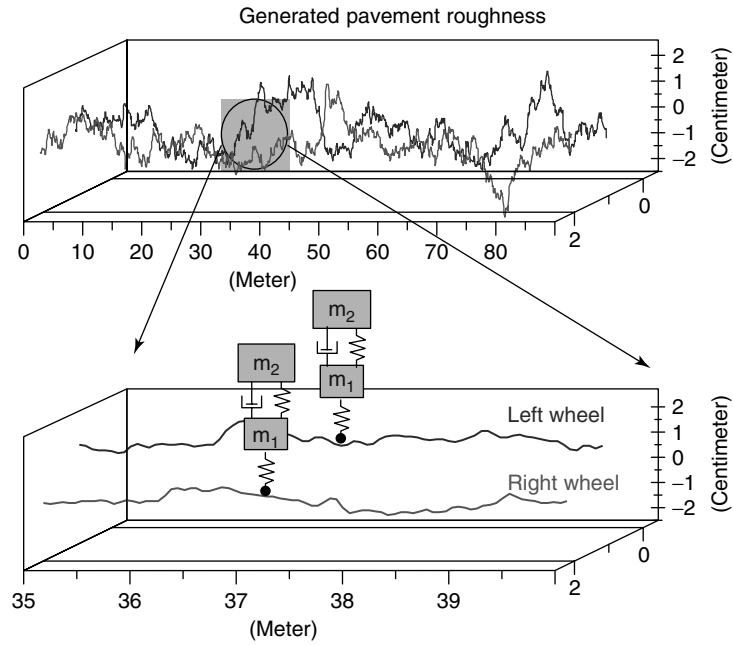 Generated pavement roughness
2
1
0
−1
−2
(Centimeter)
0
2
0 10 20 30 40 50 60 70 80
(Meter)
m2
m1
m2
m1
Left wheel
Right wheel
2
1
0
−1
−2
(Centimeter)
0
2
35 36 37 38 39
(Meter)